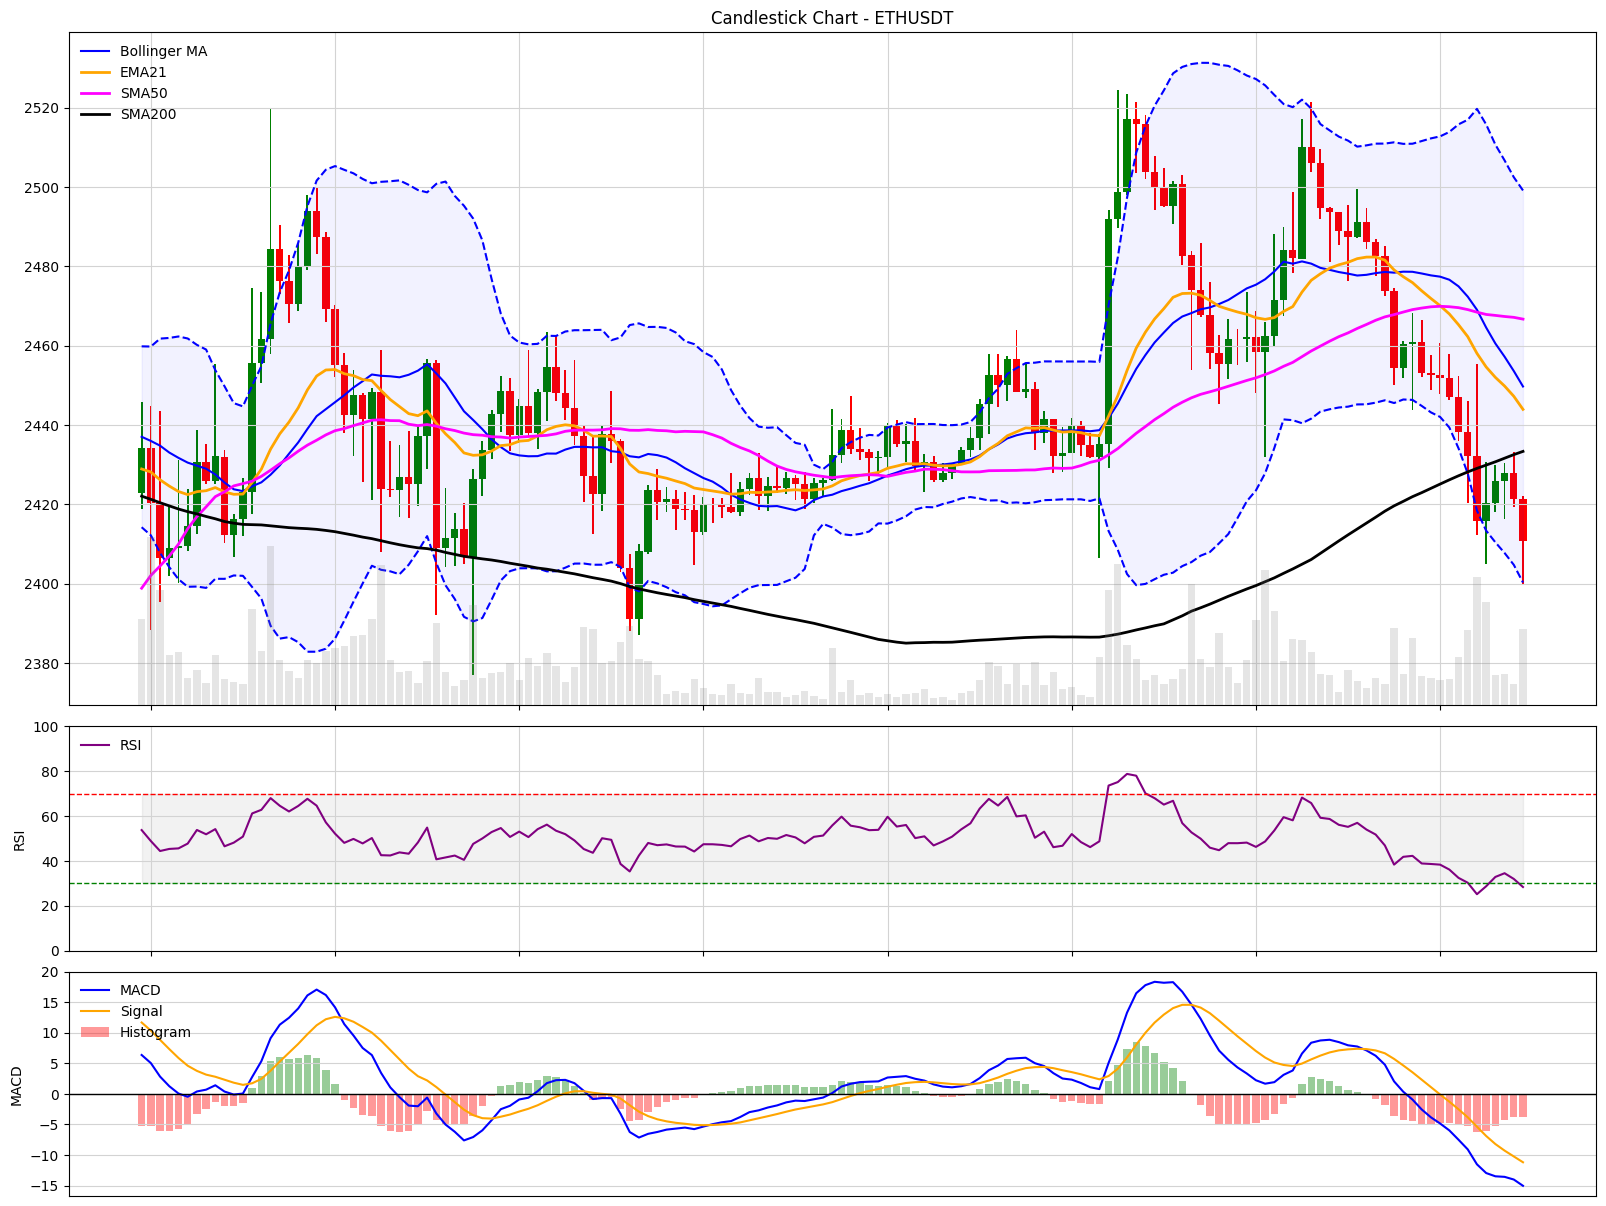 Candlestick Chart - ETHUSDT
Bollinger MA
EMA21
SMA50
SMA200
2520
2500
2480
2460
2440
2420
2400
2380
RSI
100
80
60
40
20
0
RSI
MACD
Signal
Histogram
20
15
10
5
0
−5
−10
−15
MACD